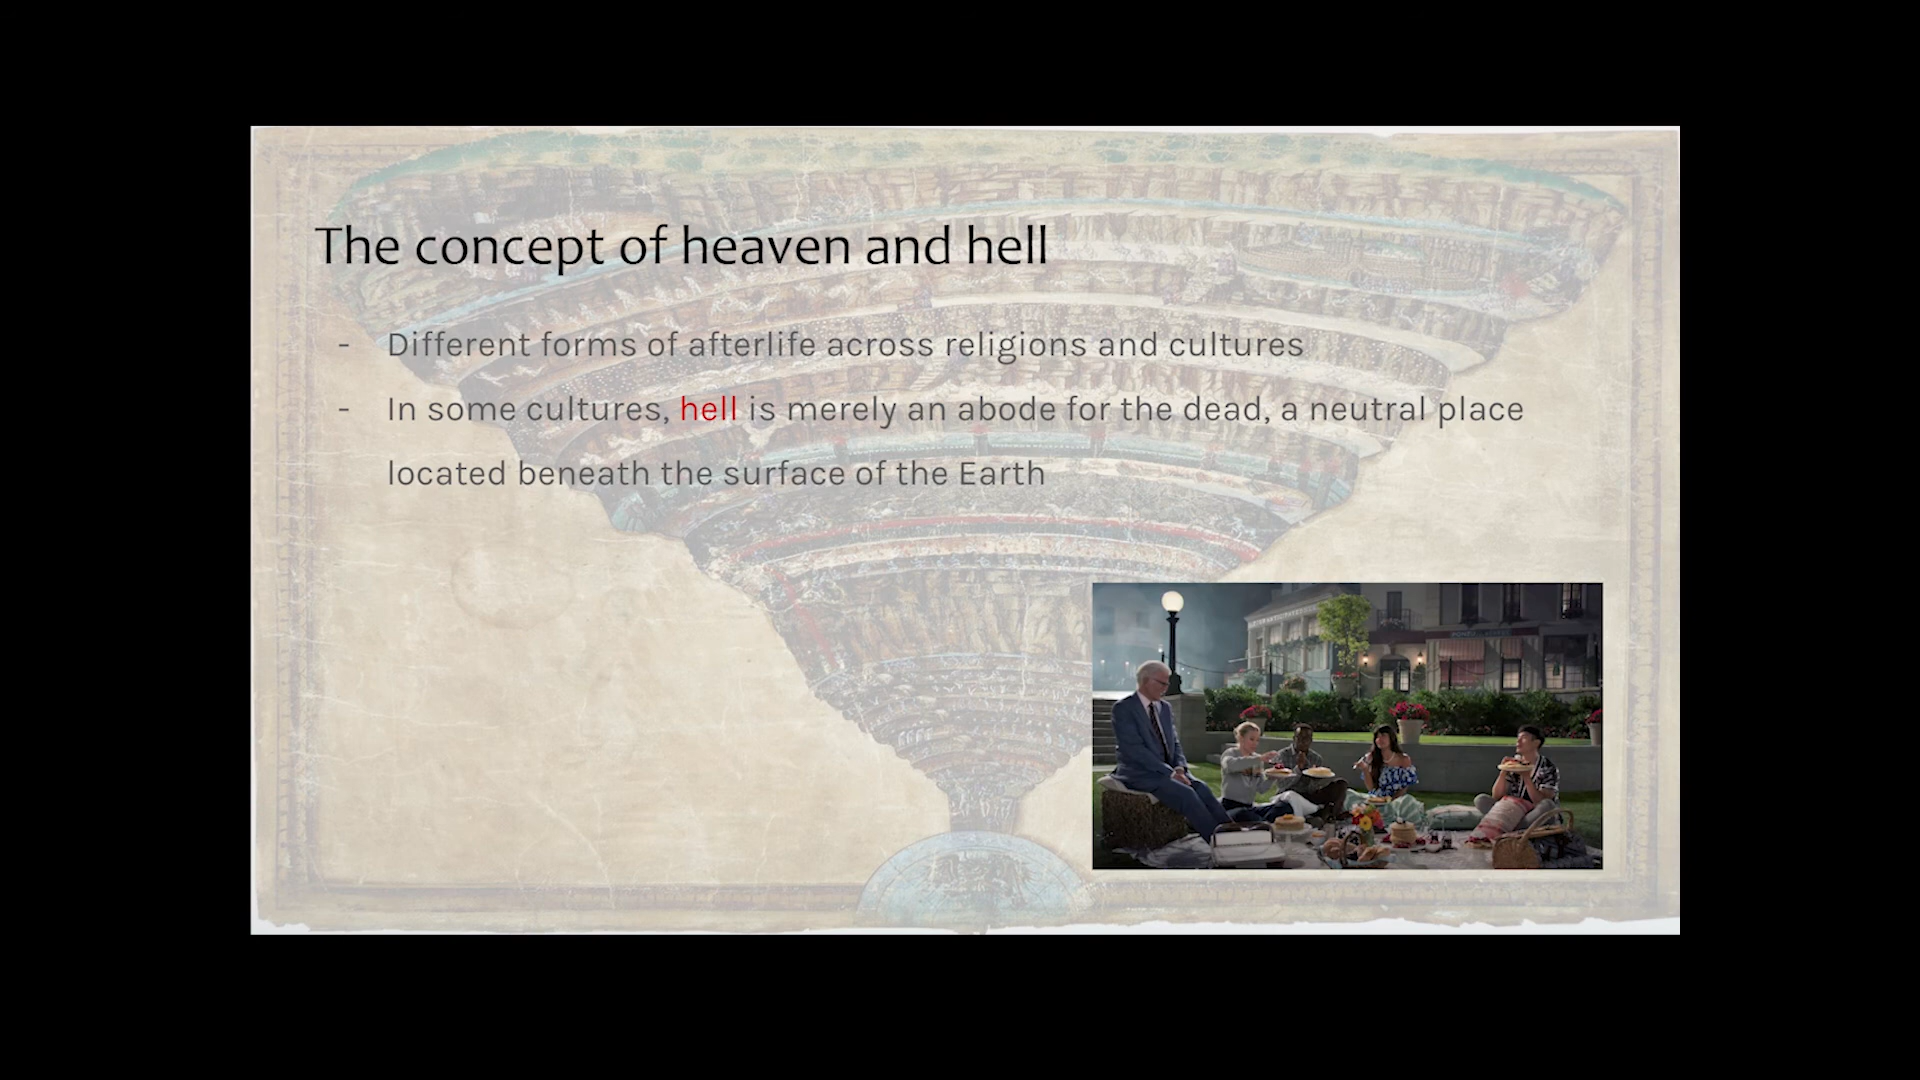 The concept of heaven and hell
- Different forms of afterlife across religions and cultures
- In some cultures, hell is merely an abode for the dead, a neutral place
located beneath the surface of the Earth